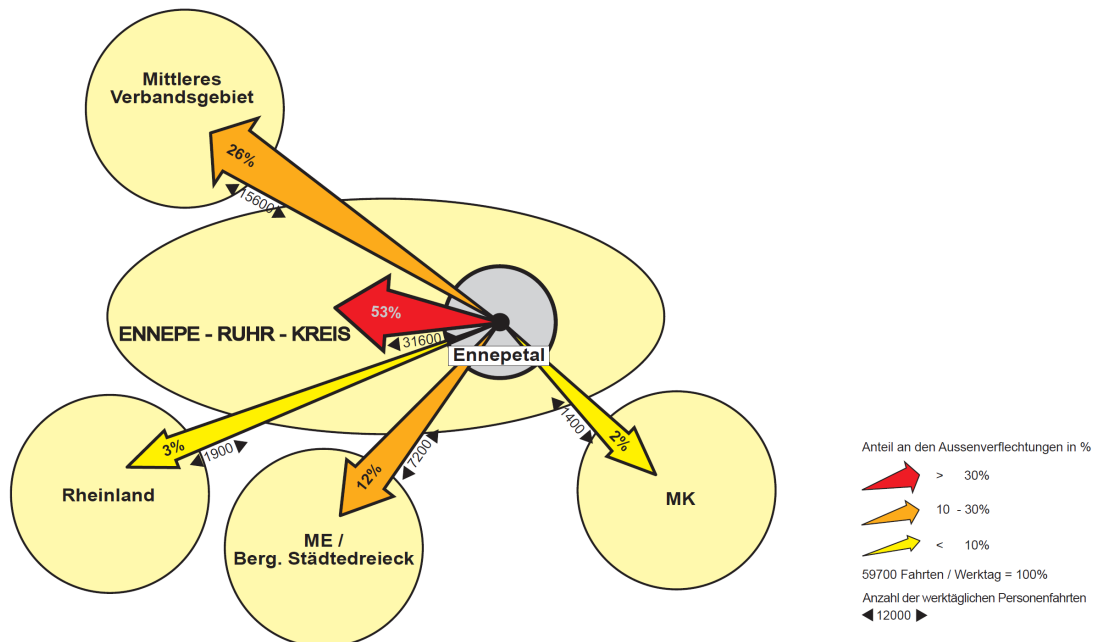 Mittleres
Verbandsgebiet
26%
15600
53%
ENNEPE - RUHR - KREIS
31600
Ennepetal
3%
1900
Rheinland
12%
7200
ME /
Berg. Städtedreieck
1400
2%
MK
Anteil an den Aussenverflechtungen in %
> 30%
10 - 30%
< 10%
59700 Fahrten / Werktag = 100%
Anzahl der werktäglichen Personenfahrten
12000